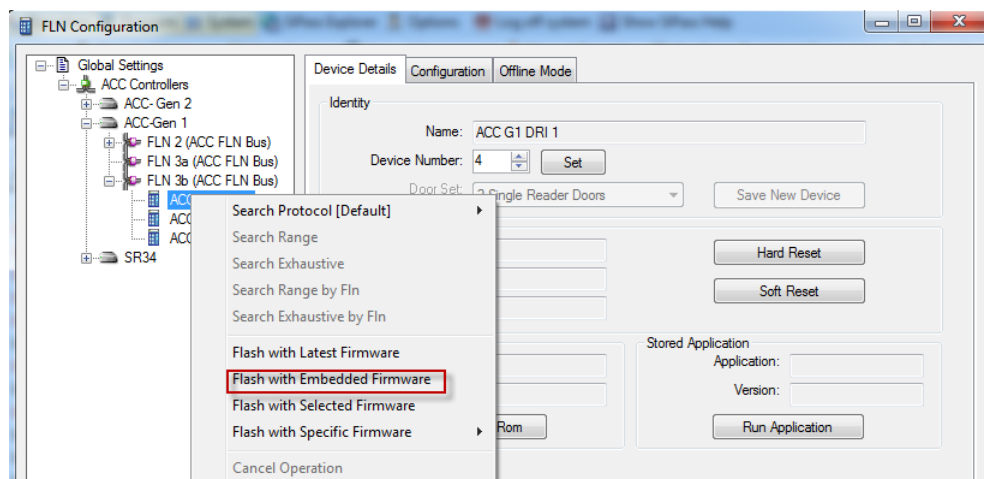 FLN Configuration
Global Settings
ACC Controllers
ACC- Gen 2
ACC-Gen 1
FLN 2 (ACC FLN Bus)
FLN 3a (ACC FLN Bus)
FLN 3b (ACC FLN Bus)
SR34
Device Details Configuration Offline Mode
Identity
Name: ACC G1 DRI 1
Device Number: 4 Set
Door Set: Single Reader Doors Save New Device
Hard Reset
Soft Reset
Stored Application
Application:
Version:
Rom Run Application
Search Protocol [Default]
Search Range
Search Exhaustive
Search Range by Fln
Search Exhaustive by Fln
Flash with Latest Firmware
Flash with Embedded Firmware
Flash with Selected Firmware
Flash with Specific Firmware
Cancel Operation